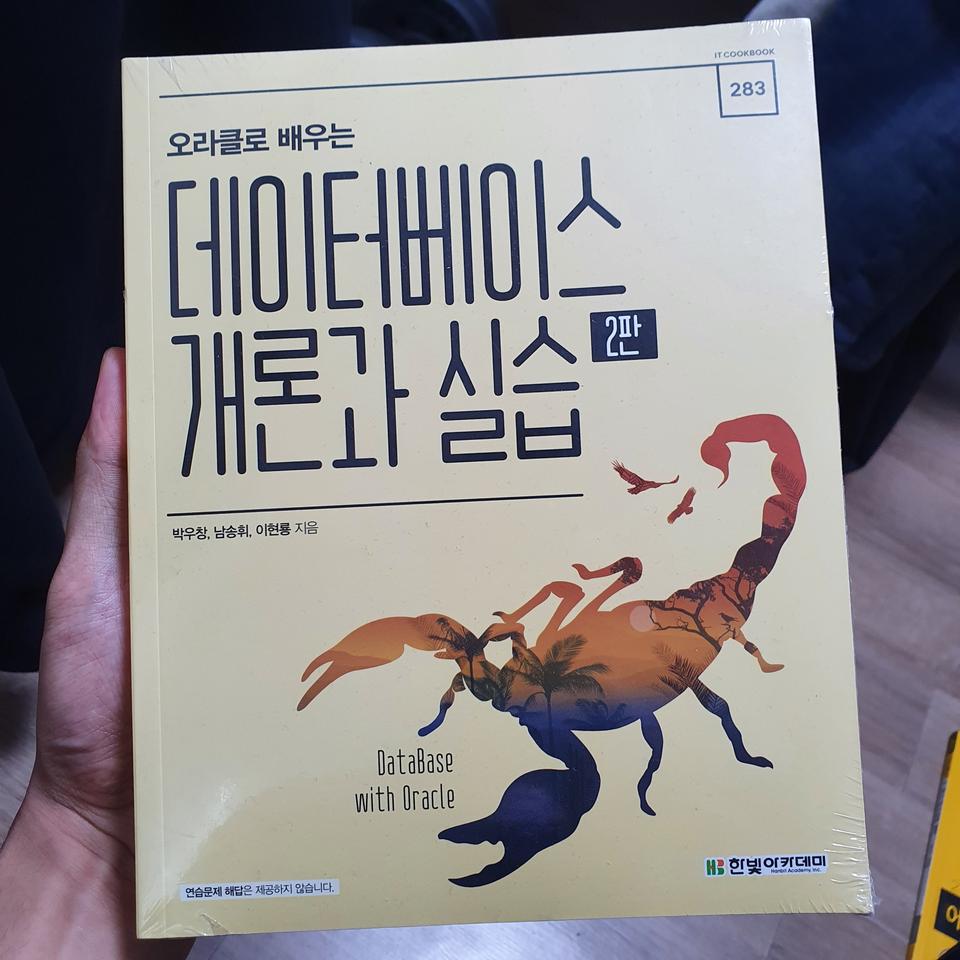 IT COOKBOOK
283
오라클로 배우는
데이터베이스
개론과 실습 2판
박우창, 남송휘, 이현룡 지음
DataBase
with Oracle
연습문제 해답은 제공하지 않습니다.
HB 한빛아카데미
Hanbit Academy, Inc.